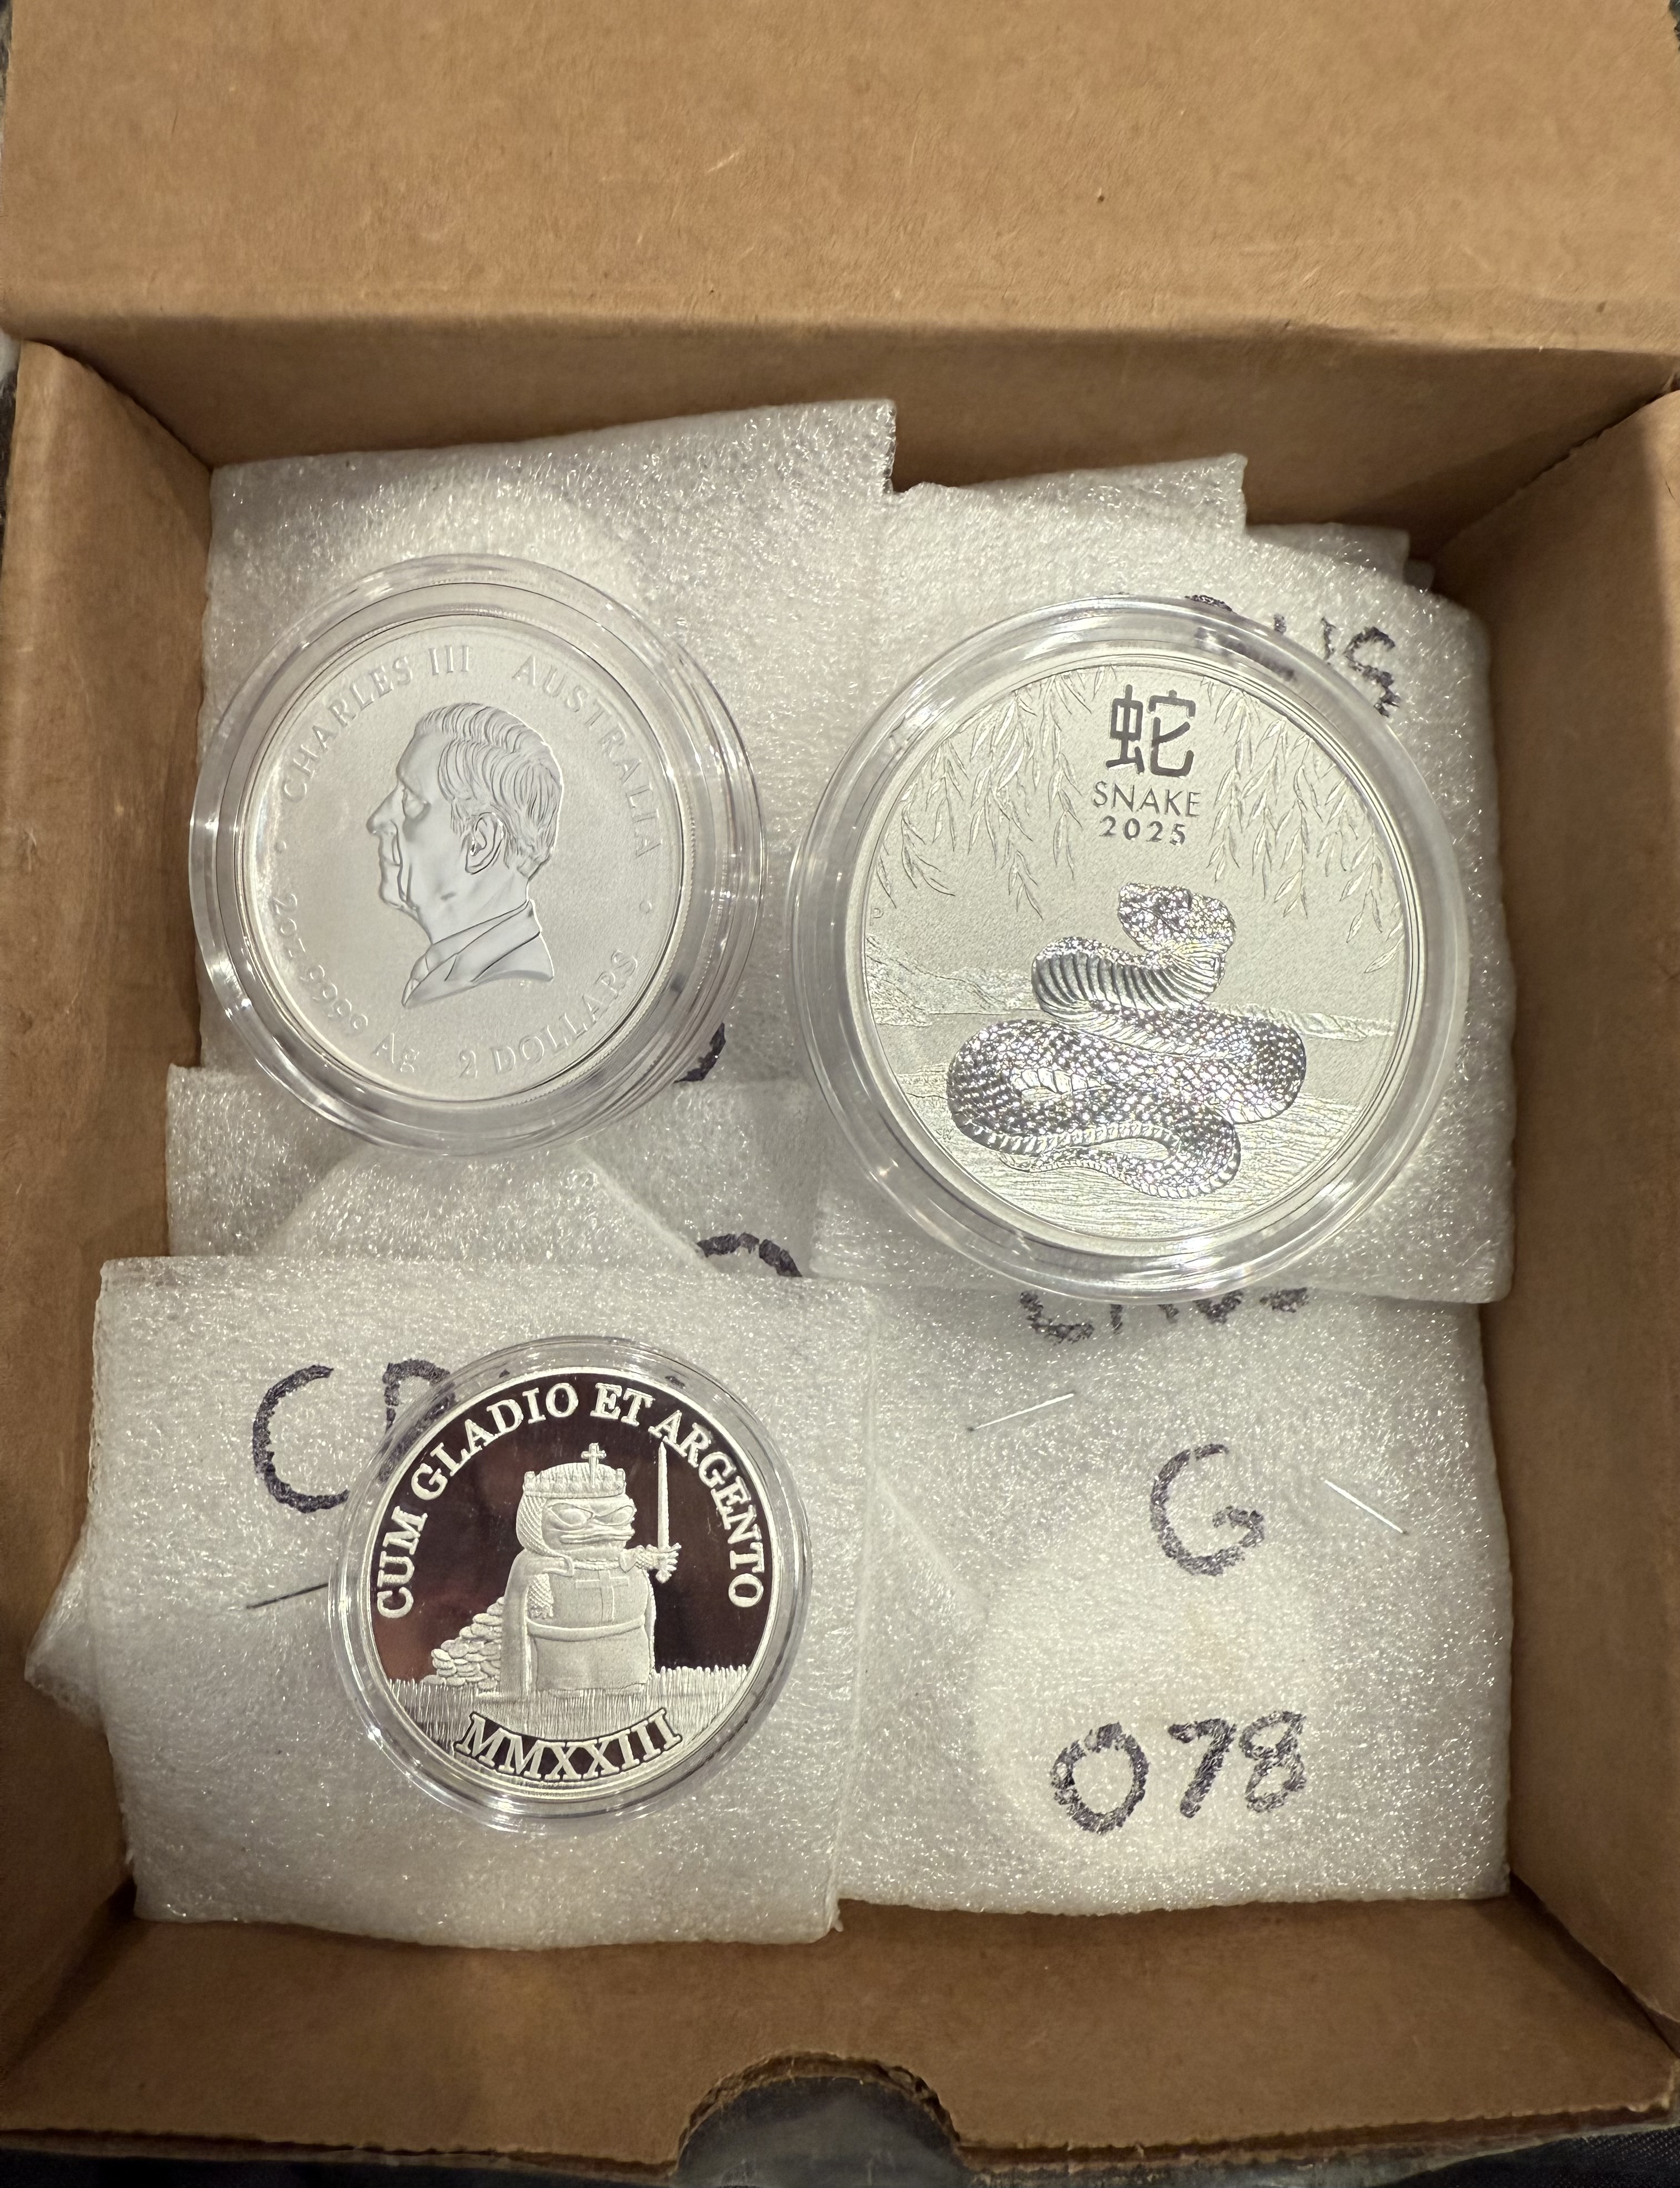 CHARLES III AUSTRALIA
2oz 9999 Ag 2 DOLLARS
蛇
SNAKE
2025
CUM GLADIO ET ARGENTO
MMXXIII
G
078